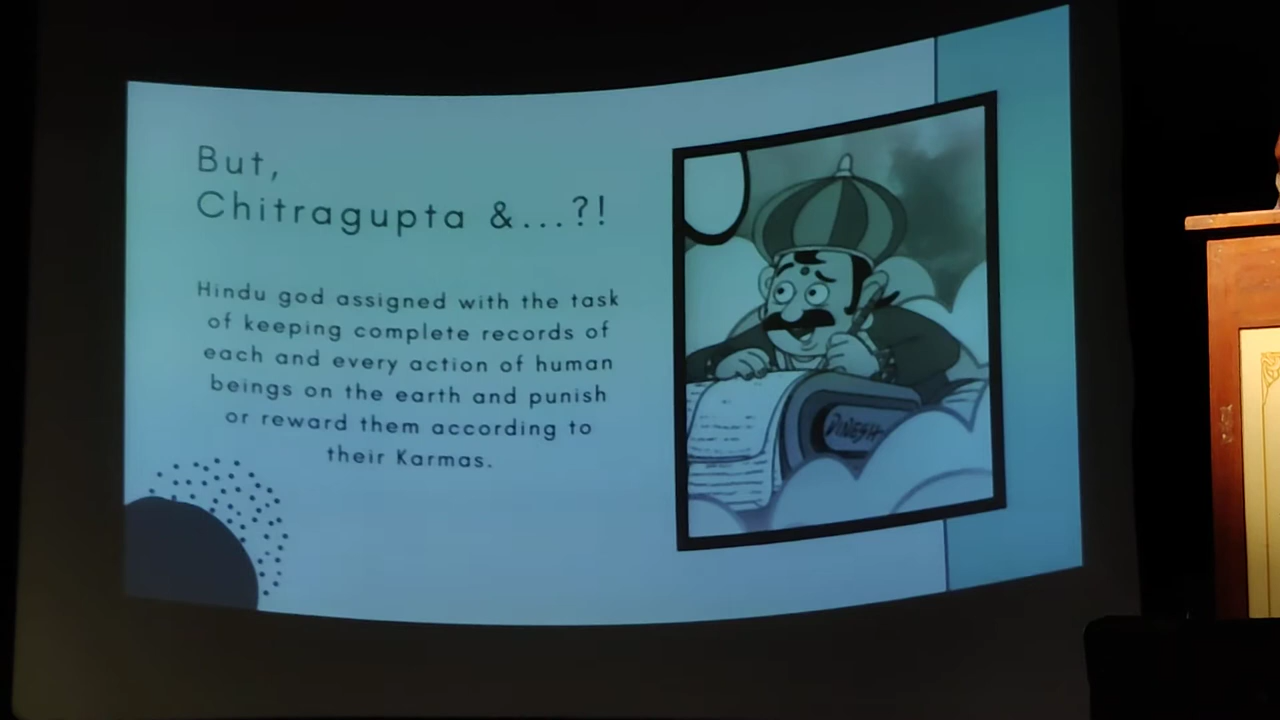 But,
Chitragupta &...?!
Hindu god assigned with the task
of keeping complete records of
each and every action of human
beings on the earth and punish
or reward them according to
their Karmas.
DINESH